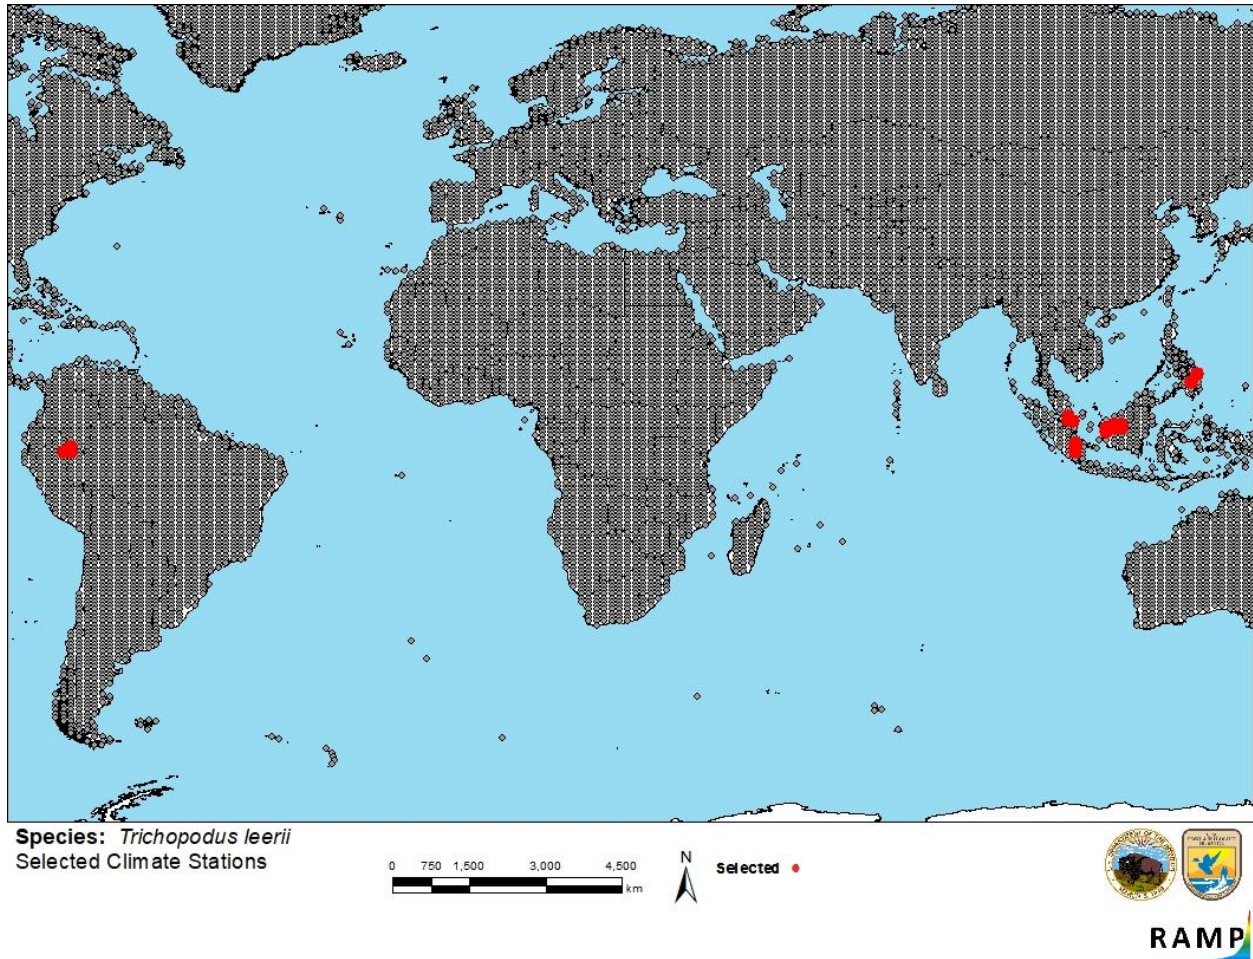 Species: Trichopodus leerii
Selected Climate Stations
0 750 1,500 3,000 4,500
km
N
Selected
RAMP